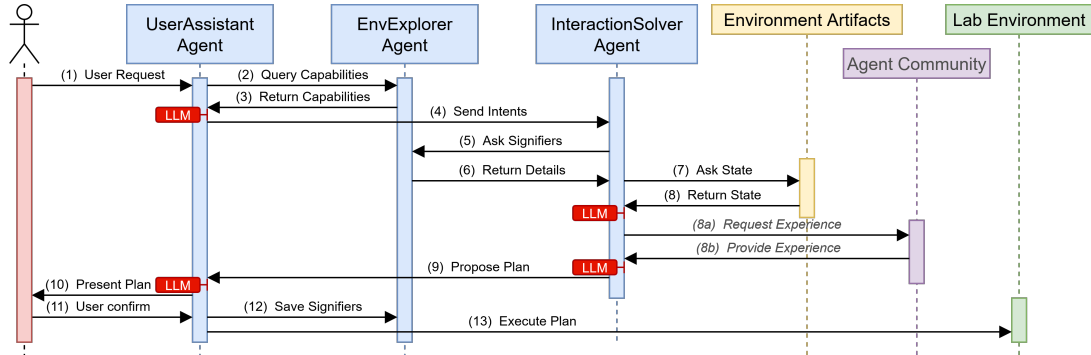 UserAssistant
Agent
EnvExplorer
Agent
InteractionSolver
Agent
Environment Artifacts
Lab Environment
Agent Community
(1) User Request
(2) Query Capabilities
(3) Return Capabilities
LLM
(4) Send Intents
(5) Ask Signifiers
(6) Return Details
(7) Ask State
(8) Return State
LLM
(8a) Request Experience
(8b) Provide Experience
LLM
(9) Propose Plan
LLM
(10) Present Plan
(11) User confirm
(12) Save Signifiers
(13) Execute Plan